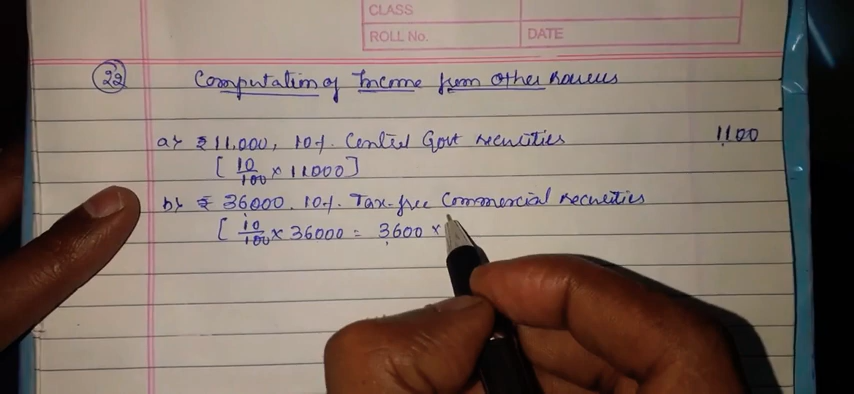 CLASS
ROLL No. DATE
22 Computation of Income from Other Sources
a) ₹11,000, 10%. Central Govt securities 1100
[ 10/100 × 11000 ]
b) ₹ 36000. 10%. Tax-free Commercial securities
[ 10/100 × 36000 = 3600 ×